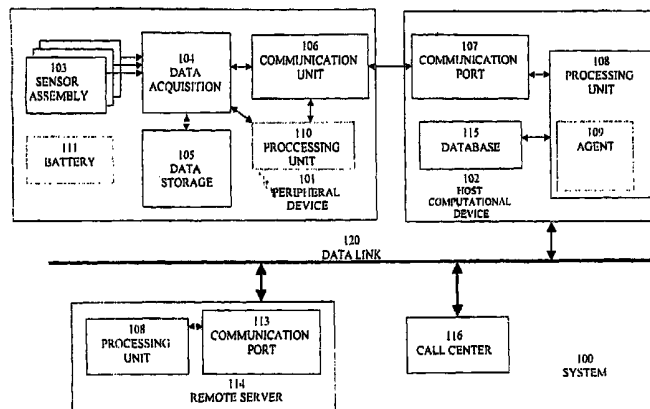 103
SENSOR
ASSEMBLY
104
DATA
ACQUISITION
106
COMMUNICATION
UNIT
107
COMMUNICATION
PORT
108
PROCESSING
UNIT
111
BATTERY
105
DATA
STORAGE
110
PROCCESSING
UNIT
101
PERIPHERAL
DEVICE
115
DATABASE
109
AGENT
102
HOST
COMPUTATIONAL
DEVICE
120
DATA LINK
108
PROCESSING
UNIT
113
COMMUNICATION
PORT
114
REMOTE SERVER
116
CALL CENTER
100
SYSTEM